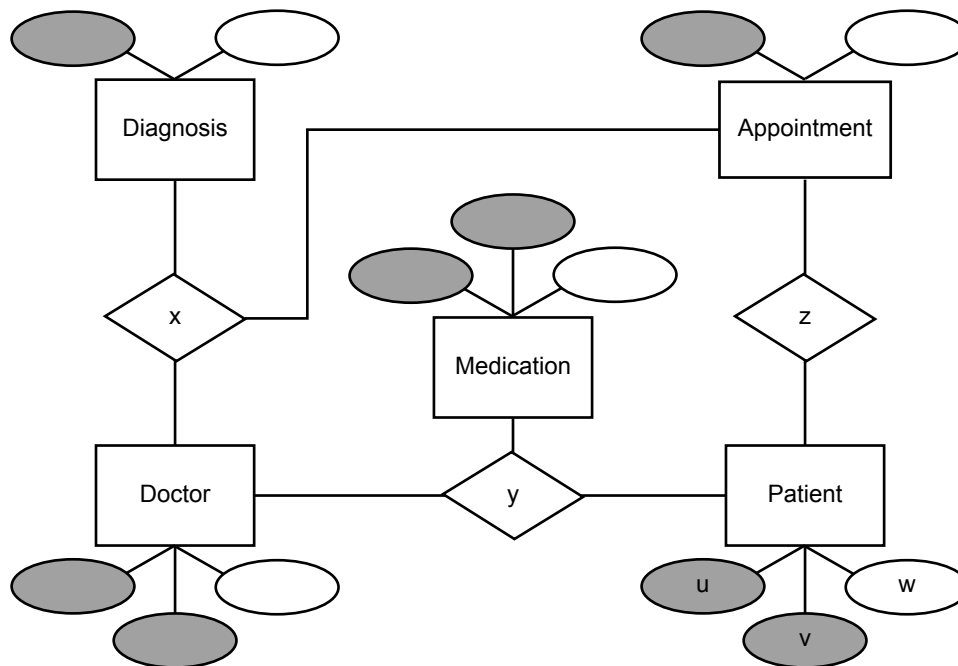 Diagnosis
Appointment
x
z
Medication
Doctor
y
Patient
u
w
v